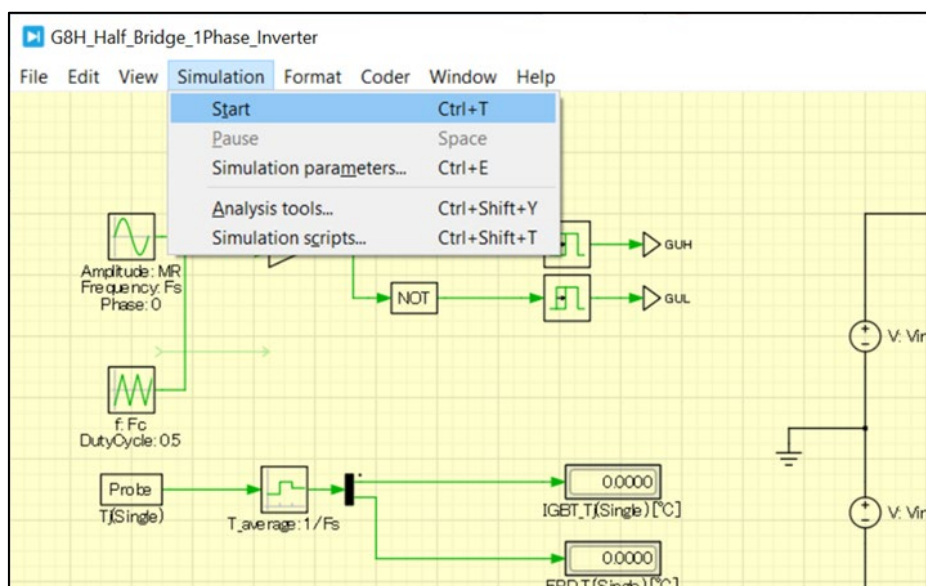 G8H_Half_Bridge_1Phase_Inverter
File Edit View Simulation Format Coder Window Help
Start Ctrl+T
Pause Space
Simulation parameters... Ctrl+E
Analysis tools... Ctrl+Shift+Y
Simulation scripts... Ctrl+Shift+T
GUH
Amplitude: MR
Frequency: Fs
Phase: 0
NOT
GUL
V: Vin
f: Fc
DutyCycle: 0.5
Probe
Tj(Single)
T_average: 1/Fs
0.0000
IGBT_Tj(Single) [°C]
V: Vin
0.0000